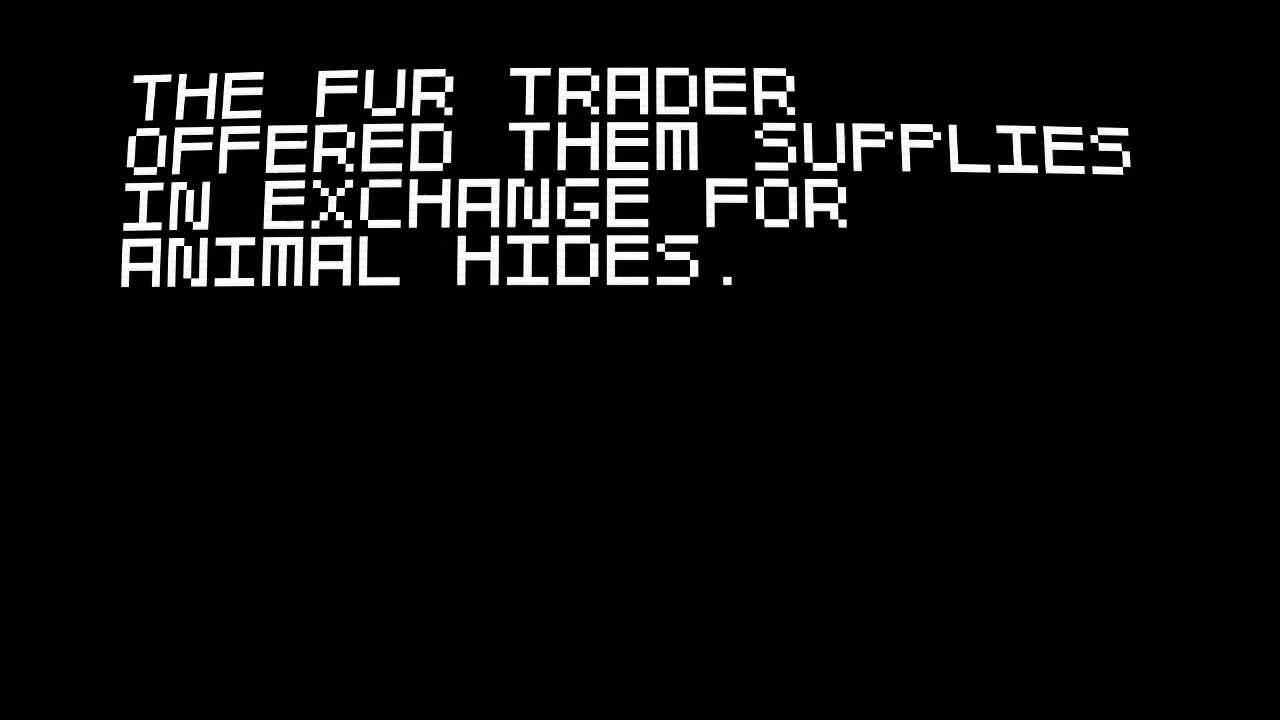 THE FUR TRADER
OFFERED THEM SUPPLIES
IN EXCHANGE FOR
ANIMAL HIDES.